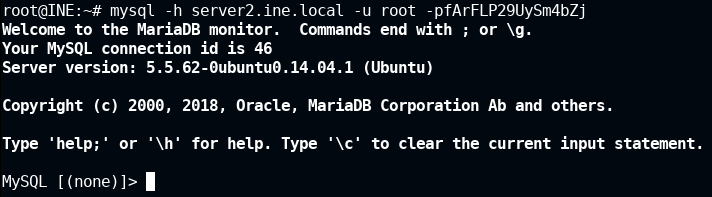 root@INE:~# mysql -h server2.ine.local -u root -pfArFLP29UySm4bZj
Welcome to the MariaDB monitor.  Commands end with ; or \g.
Your MySQL connection id is 46
Server version: 5.5.62-0ubuntu0.14.04.1 (Ubuntu)

Copyright (c) 2000, 2018, Oracle, MariaDB Corporation Ab and others.

Type 'help;' or '\h' for help. Type '\c' to clear the current input statement.

MySQL [(none)]>